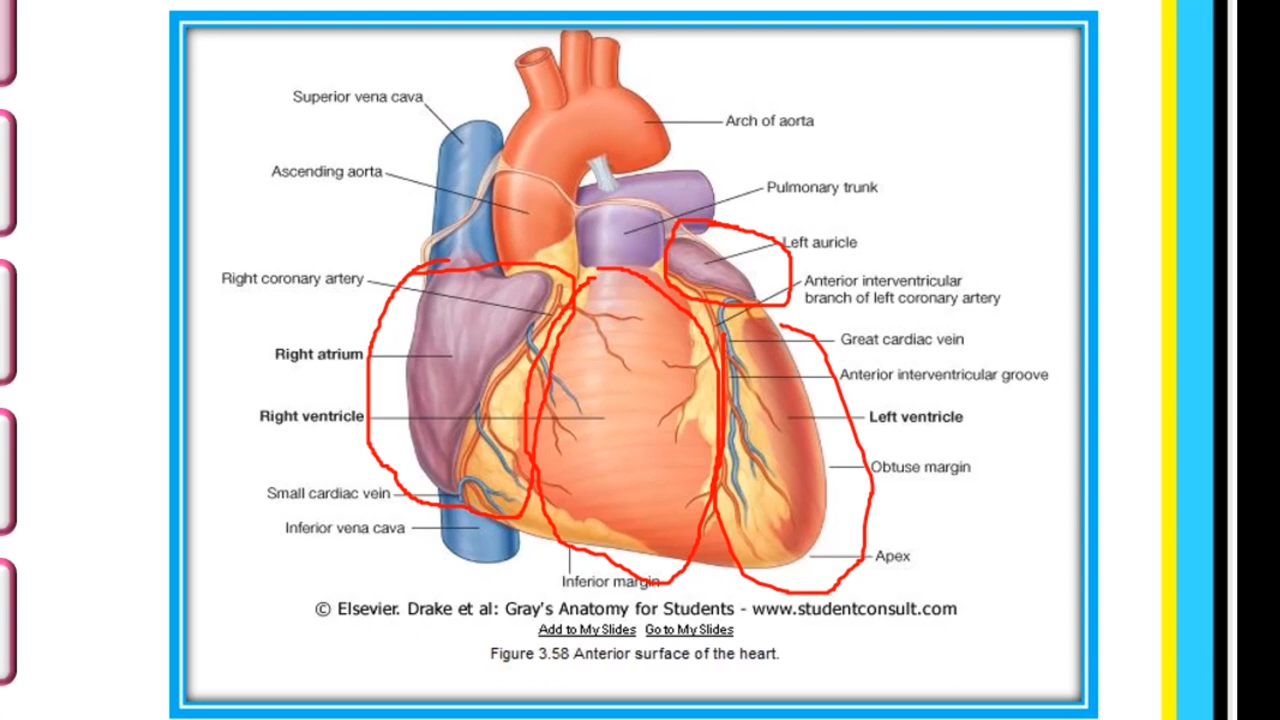 Superior vena cava
Arch of aorta
Ascending aorta
Pulmonary trunk
Left auricle
Right coronary artery
Anterior interventricular
branch of left coronary artery
Great cardiac vein
Right atrium
Anterior interventricular groove
Right ventricle
Left ventricle
Obtuse margin
Small cardiac vein
Inferior vena cava
Apex
Inferior margin
© Elsevier. Drake et al: Gray's Anatomy for Students - www.studentconsult.com
Add to My Slides Go to My Slides
Figure 3.58 Anterior surface of the heart.